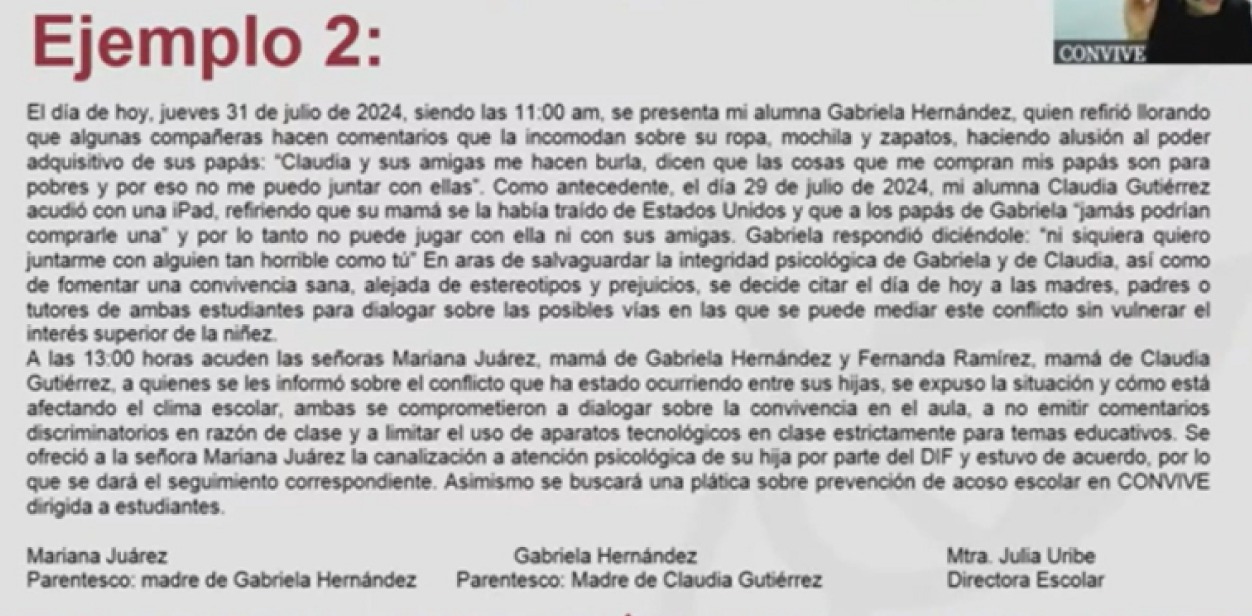 Ejemplo 2:
CONVIVE
El día de hoy, jueves 31 de julio de 2024, siendo las 11:00 am, se presenta mi alumna Gabriela Hernández, quien refirió llorando
que algunas compañeras hacen comentarios que la incomodan sobre su ropa, mochila y zapatos, haciendo alusión al poder
adquisitivo de sus papás: "Claudia y sus amigas me hacen burla, dicen que las cosas que me compran mis papás son para
pobres y por eso no me puedo juntar con ellas". Como antecedente, el día 29 de julio de 2024, mi alumna Claudia Gutiérrez
acudió con una iPad, refiriendo que su mamá se la había traído de Estados Unidos y que a los papás de Gabriela "jamás podrían
comprarle una" y por lo tanto no puede jugar con ella ni con sus amigas. Gabriela respondió diciéndole: "ni siquiera quiero
juntarme con alguien tan horrible como tú" En aras de salvaguardar la integridad psicológica de Gabriela y de Claudia, así como
de fomentar una convivencia sana, alejada de estereotipos y prejuicios, se decide citar el día de hoy a las madres, padres o
tutores de ambas estudiantes para dialogar sobre las posibles vías en las que se puede mediar este conflicto sin vulnerar el
interés superior de la niñez.
A las 13:00 horas acuden las señoras Mariana Juárez, mamá de Gabriela Hernández y Fernanda Ramírez, mamá de Claudia
Gutiérrez, a quienes se les informó sobre el conflicto que ha estado ocurriendo entre sus hijas, se expuso la situación y cómo está
afectando el clima escolar, ambas se comprometieron a dialogar sobre la convivencia en el aula, a no emitir comentarios
discriminatorios en razón de clase y a limitar el uso de aparatos tecnológicos en clase estrictamente para temas educativos. Se
ofreció a la señora Mariana Juárez la canalización a atención psicológica de su hija por parte del DIF y estuvo de acuerdo, por lo
que se dará el seguimiento correspondiente. Asimismo se buscará una plática sobre prevención de acoso escolar en CONVIVE
dirigida a estudiantes.
Mariana Juárez Gabriela Hernández Mtra. Julia Uribe
Parentesco: madre de Gabriela Hernández Parentesco: Madre de Claudia Gutiérrez Directora Escolar